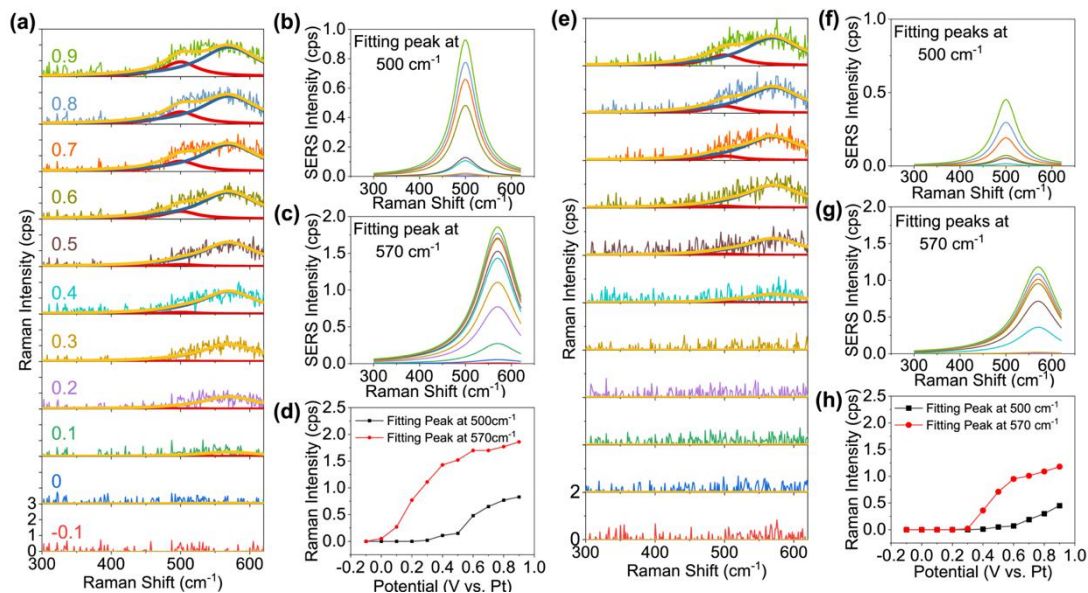 (a)
0.9
0.8
0.7
0.6
0.5
0.4
0.3
0.2
0.1
0
-0.1
3
2
1
0
Raman Intensity (cps)
300 400 500 600
Raman Shift (cm⁻¹)
(b)
Fitting peak at
500 cm⁻¹
1.0
0.8
0.6
0.4
0.2
0.0
SERS Intensity (cps)
300 400 500 600
Raman Shift (cm⁻¹)
(c)
Fitting peak at
570 cm⁻¹
2.0
1.5
1.0
0.5
0.0
SERS Intensity (cps)
300 400 500 600
Raman Shift (cm⁻¹)
(d)
Fitting Peak at 500cm⁻¹
Fitting Peak at 570cm⁻¹
2.5
2.0
1.5
1.0
0.5
0.0
Raman Intensity (cps)
-0.2 0.0 0.2 0.4 0.6 0.8 1.0
Potential (V vs. Pt)
(e)
2
0
Raman Intensity (cps)
300 400 500 600
Raman Shift (cm⁻¹)
(f)
Fitting peaks at
500 cm⁻¹
1.0
0.5
0.0
SERS Intensity (cps)
300 400 500 600
Raman Shift (cm⁻¹)
(g)
Fitting peaks at
570 cm⁻¹
2.0
1.5
1.0
0.5
0.0
SERS Intensity (cps)
300 400 500 600
Raman Shift (cm⁻¹)
(h)
Fitting Peak at 500 cm⁻¹
Fitting Peak at 570 cm⁻¹
2.5
2.0
1.5
1.0
0.5
0.0
Raman Intensity (cps)
-0.2 0.0 0.2 0.4 0.6 0.8 1.0
Potential (V vs. Pt)